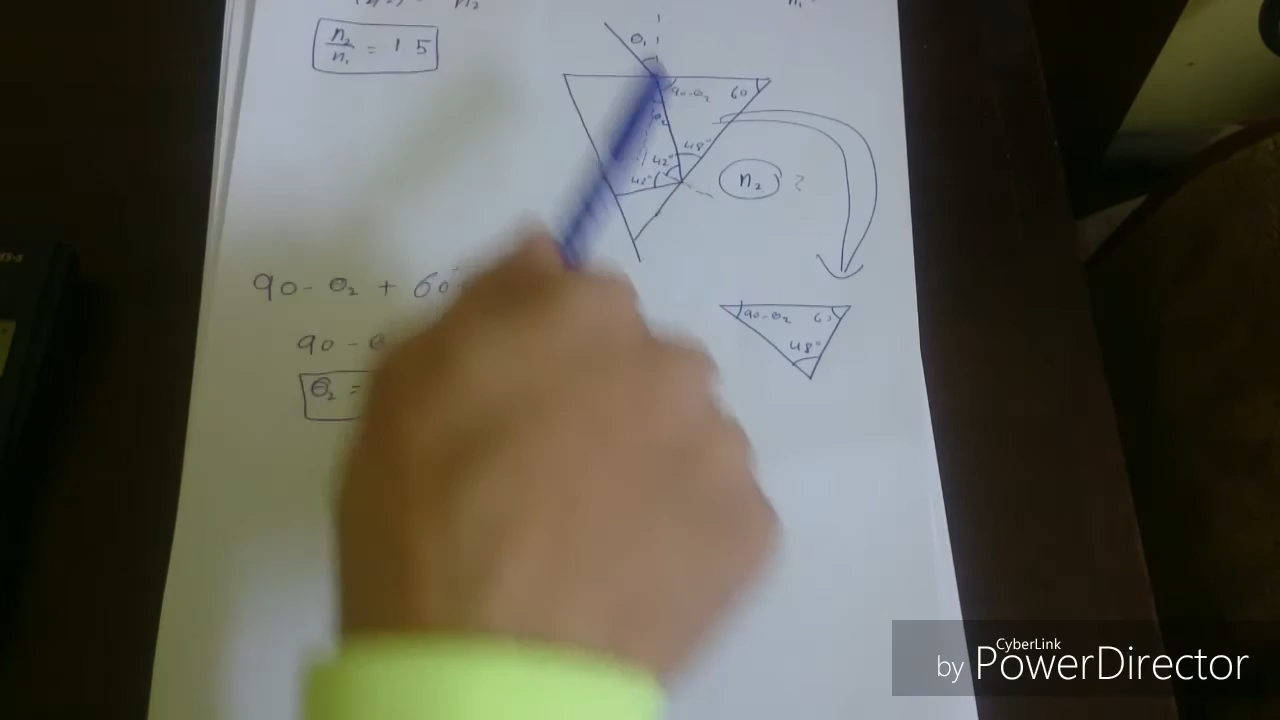 n₂
n₂/n₁ = 1 5
θ₁
90-θ₂ 60
θ₂
48°
42°
42°
n₂ ?
90 - θ₂ + 60°
90-θ₂ 60
48°
90 -
θ₂ =
CyberLink
by PowerDirector